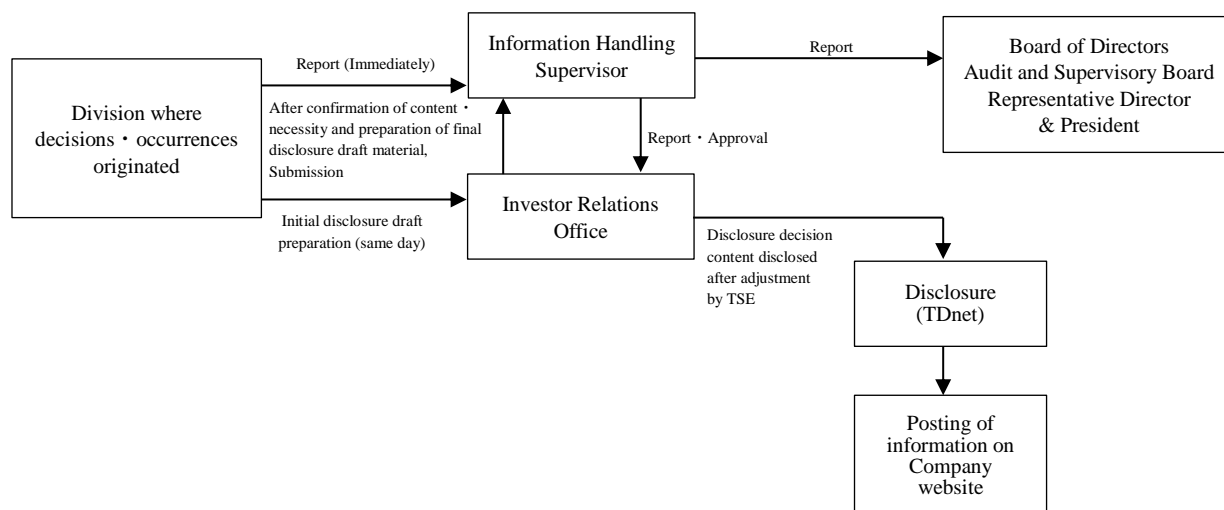 Information Handling
Supervisor
Report
Board of Directors
Audit and Supervisory Board
Representative Director
& President
Division where
decisions・occurrences
originated
Report (Immediately)
After confirmation of content・
necessity and preparation of final
disclosure draft material,
Submission
Report・Approval
Initial disclosure draft
preparation (same day)
Investor Relations
Office
Disclosure decision
content disclosed
after adjustment
by TSE
Disclosure
(TDnet)
Posting of
information on
Company
website